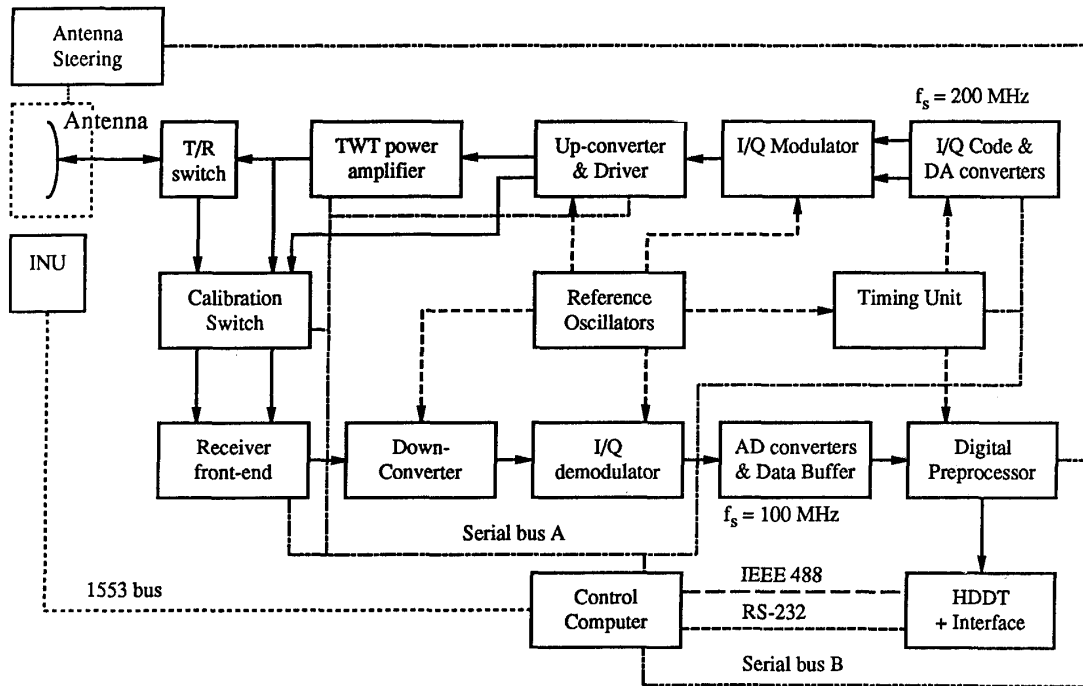 Antenna
Steering
f_s = 200 MHz
Antenna
T/R
switch
TWT power
amplifier
Up-converter
& Driver
I/Q Modulator
I/Q Code &
DA converters
INU
Calibration
Switch
Reference
Oscillators
Timing Unit
Receiver
front-end
Down-
Converter
I/Q
demodulator
AD converters
& Data Buffer
Digital
Preprocessor
f_s = 100 MHz
Serial bus A
1553 bus
Control
Computer
IEEE 488
RS-232
HDDT
+ Interface
Serial bus B